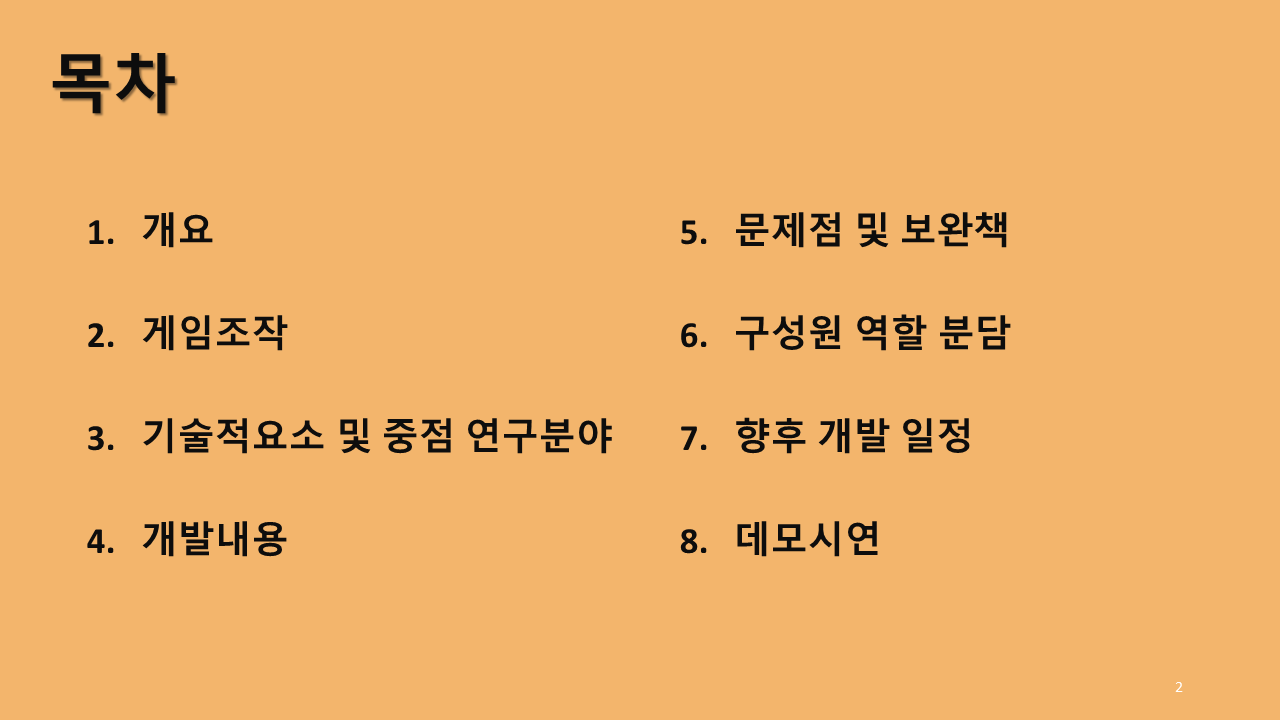 목차
1. 개요
2. 게임조작
3. 기술적요소 및 중점 연구분야
4. 개발내용
5. 문제점 및 보완책
6. 구성원 역할 분담
7. 향후 개발 일정
8. 데모시연
2